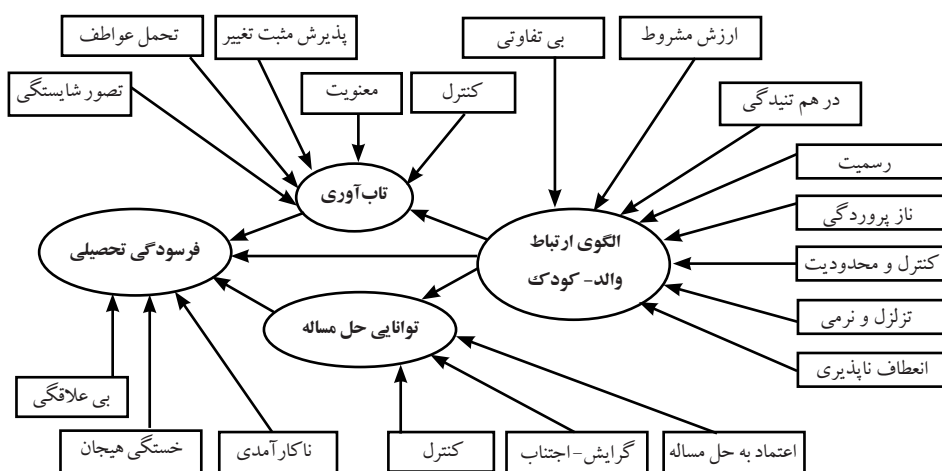 ارزش مشروط
بی تفاوتی
پذیرش مثبت تغییر
تحمل عواطف
تصور شایستگی
معنویت
کنترل
در هم تنیدگی
رسمیت
ناز پروردگی
کنترل و محدودیت
تزلزل و نرمی
انعطاف ناپذیری
تاب‌آوری
الگوی ارتباط
والد- کودک
فرسودگی تحصیلی
توانایی حل مساله
بی علاقگی
خستگی هیجان
ناکارآمدی
کنترل
گرایش-اجتناب
اعتماد به حل مساله